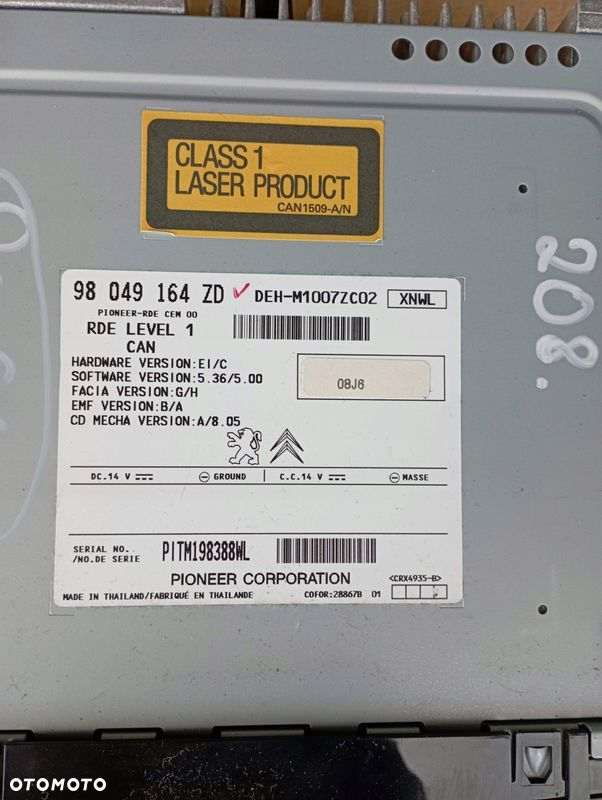 CLASS 1
LASER PRODUCT
CAN1509-A/N
208.
98 049 164 ZD DEH-M1007ZC02 XNWL
PIONEER-RDE CEM 00
RDE LEVEL 1
CAN
HARDWARE VERSION:EI/C
SOFTWARE VERSION:5.36/5.00
FACIA VERSION:G/H
EMF VERSION:B/A
CD MECHA VERSION:A/8.05
08J6
DC.14 V GROUND C.C.14 V MASSE
SERIAL NO.
/NO.DE SERIE
PITM198388WL
PIONEER CORPORATION <CRX4935-B>
MADE IN THAILAND/FABRIQUÉ EN THAILANDE COFOR:28867B 01
OTOMOTO